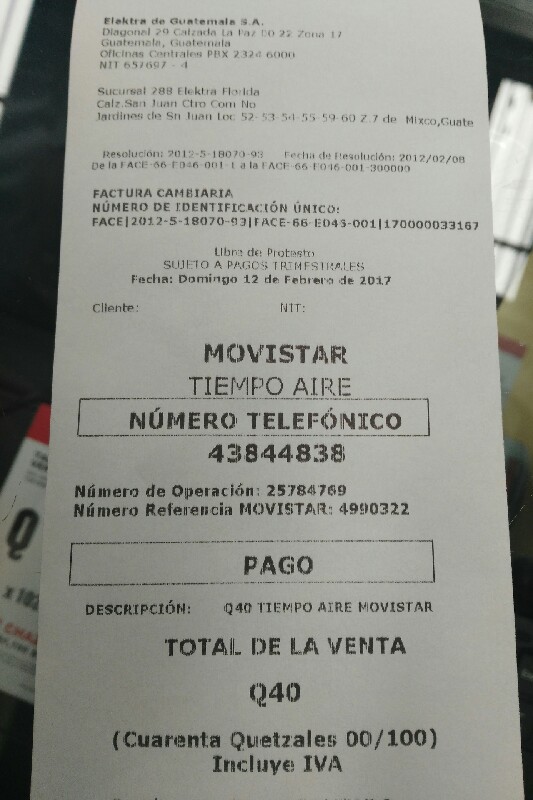 Elektra de Guatemala S.A.
Diagonal 29 Calzada La Paz 00 22 Zona 17
Guatemala, Guatemala
Oficinas Centrales PBX 2324 6000
NIT 657697 - 4
Sucursal 288 Elektra Florida
Calz.San Juan Ctro Com No
Jardines de Sn Juan Loc 52-53-54-55-59-60 Z.7 de Mixco,Guate
Resolución: 2012-5-18070-93 Fecha de Resolución: 2012/02/08
De la FACE-66-E046-001-1 a la FACE-66-E046-001-300000
FACTURA CAMBIARIA
NÚMERO DE IDENTIFICACIÓN ÚNICO:
FACE|2012-5-18070-93|FACE-66-E043-001|170000033167
Libre de Protesto
SUJETO A PAGOS TRIMESTRALES
Fecha: Domingo 12 de Febrero de 2017
Cliente: NIT:
MOVISTAR
TIEMPO AIRE
NÚMERO TELEFÓNICO
43844838
Número de Operación: 25784769
Número Referencia MOVISTAR: 4990322
PAGO
DESCRIPCIÓN: Q40 TIEMPO AIRE MOVISTAR
TOTAL DE LA VENTA
Q40
(Cuarenta Quetzales 00/100)
Incluye IVA
Q